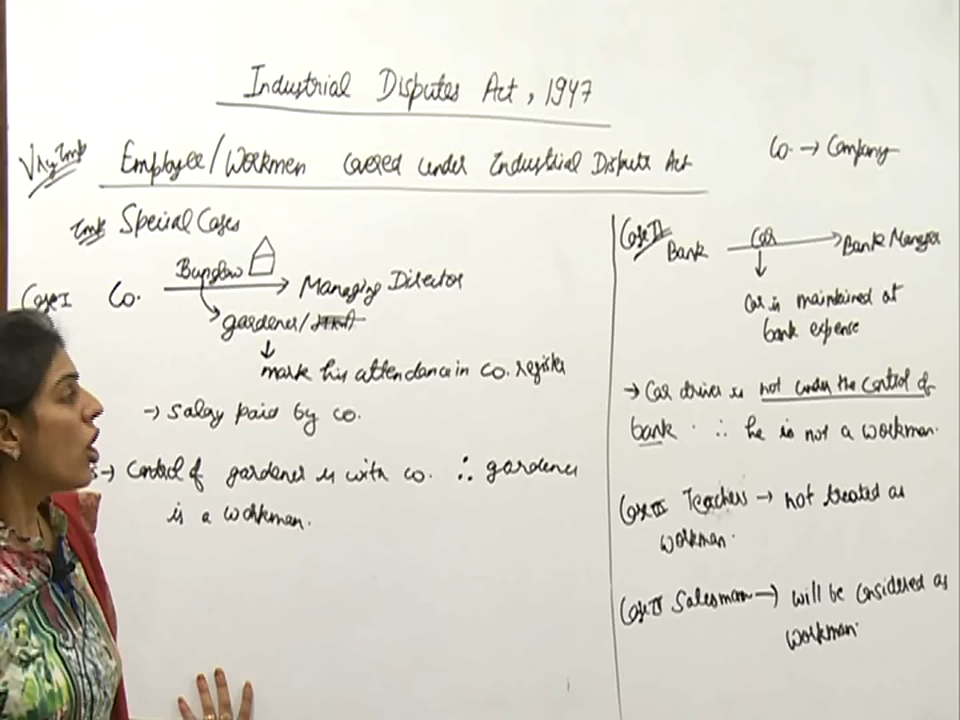 Industrial Disputes Act, 1947
V.V. Imp
Employee/Workmen covered under Industrial Dispute Act
Co. → Company
Imp Special Cases
Case I Co. Bunglow → Managing Director
gardener/
↓
mark his attendance in co. register
→ Salary paid by co.
→ Control of gardener is with co. ∴ gardener
is a workman.
Case II Bank Car → Bank Manager
↓
Car is maintained at
bank expense
→ Car driver is not under the control of
bank. ∴ he is not a workman.
Case III Teachers → not treated as
workman.
Case IV Salesman → will be considered as
workman.